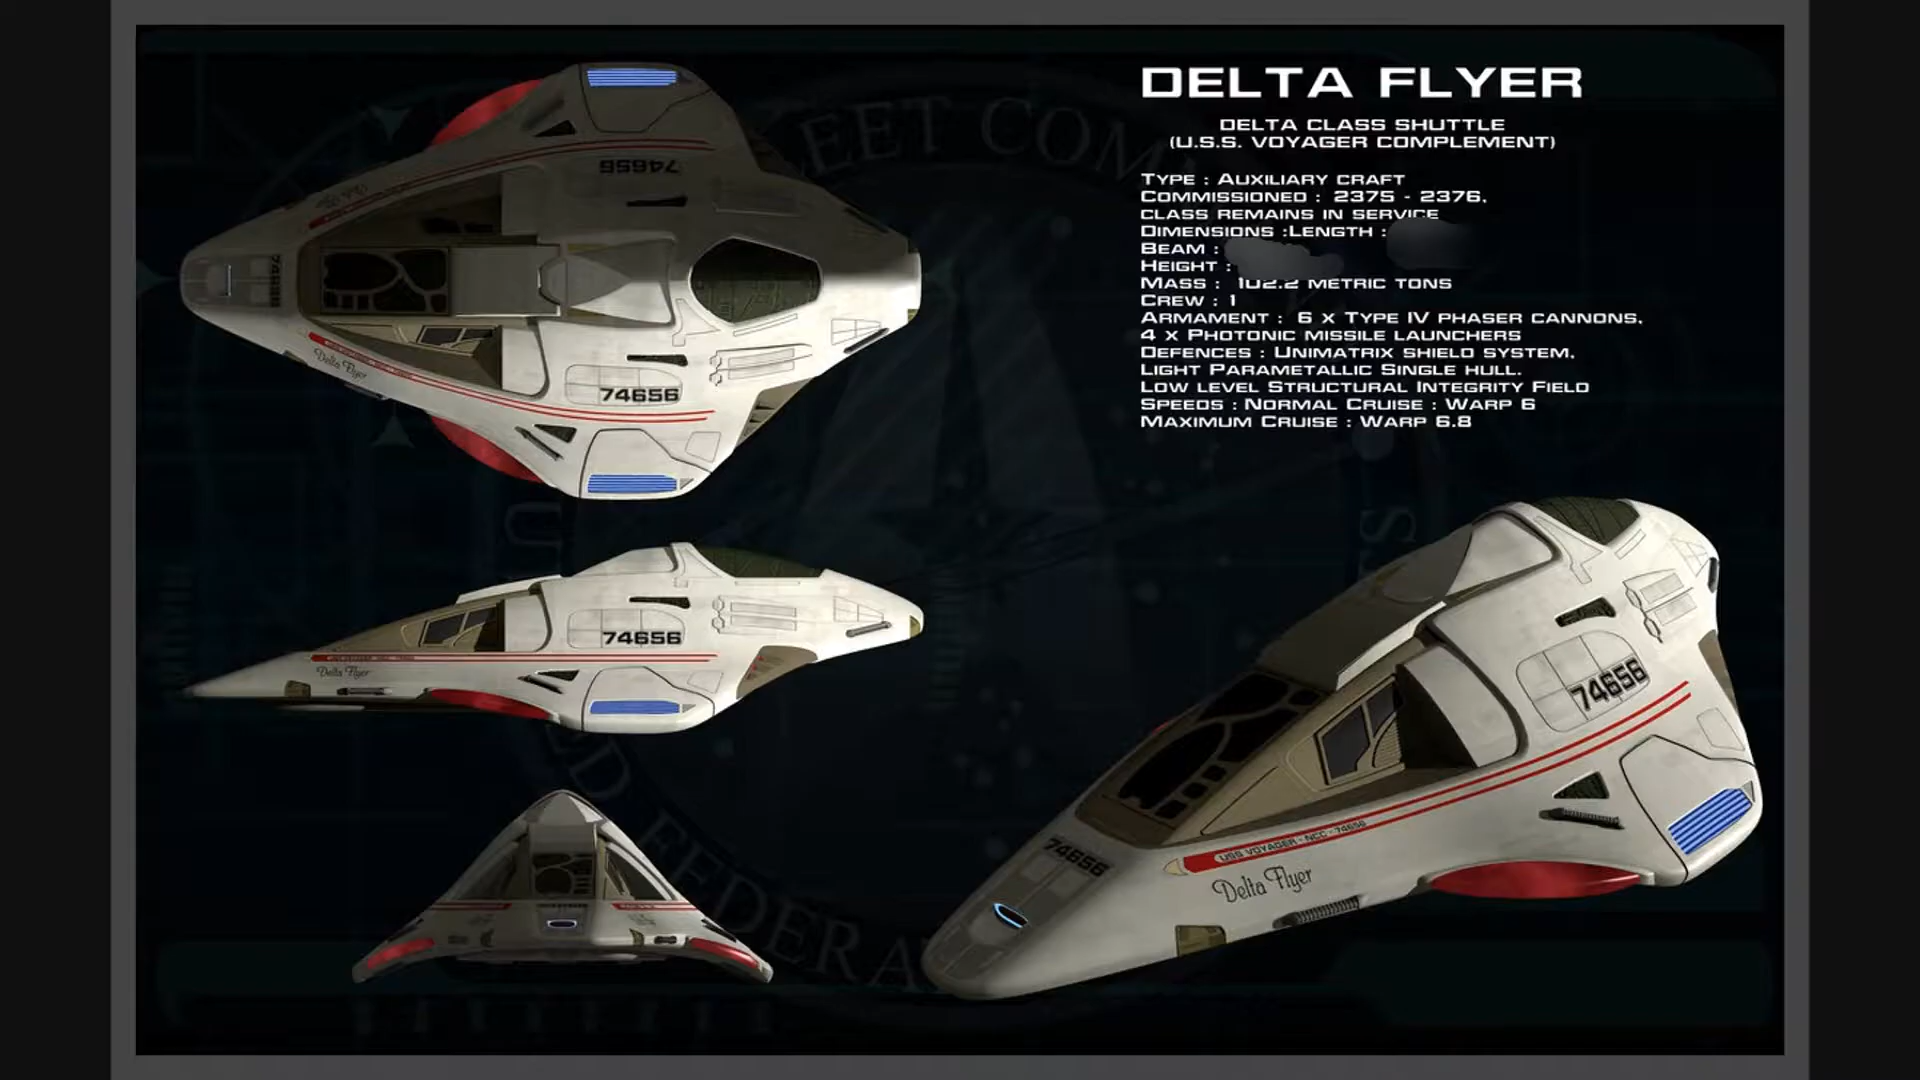 DELTA FLYER
DELTA CLASS SHUTTLE
(U.S.S. VOYAGER COMPLEMENT)
TYPE : AUXILIARY CRAFT
COMMISSIONED : 2375 - 2376,
CLASS REMAINS IN SERVICE
DIMENSIONS :LENGTH :
BEAM :
HEIGHT :
MASS : 102.2 METRIC TONS
CREW : 1
ARMAMENT : 6 X TYPE IV PHASER CANNONS,
4 X PHOTONIC MISSILE LAUNCHERS
DEFENCES : UNIMATRIX SHIELD SYSTEM,
LIGHT PARAMETALLIC SINGLE HULL.
LOW LEVEL STRUCTURAL INTEGRITY FIELD
SPEEDS : NORMAL CRUISE : WARP 6
MAXIMUM CRUISE : WARP 6.8
74656
74656
Delta Flyer
74656
74656
Delta Flyer
74656
74656
USS VOYAGER - NCC - 74656
Delta Flyer